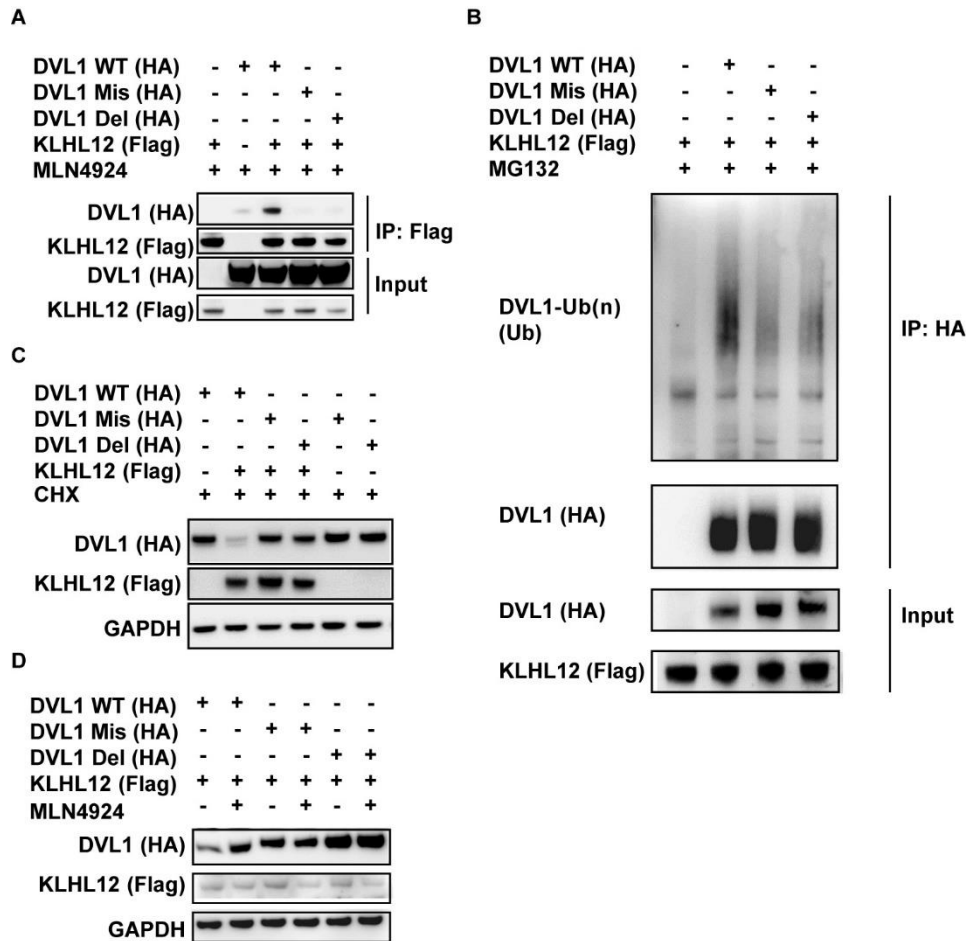 A
DVL1 WT (HA) - + + - -
DVL1 Mis (HA) - - - + -
DVL1 Del (HA) - - - - +
KLHL12 (Flag) + - + + +
MLN4924 + + + + +
DVL1 (HA)
KLHL12 (Flag)
IP: Flag
DVL1 (HA)
KLHL12 (Flag)
Input
B
DVL1 WT (HA) - + - -
DVL1 Mis (HA) - - + -
DVL1 Del (HA) - - - +
KLHL12 (Flag) + + + +
MG132 + + + +
DVL1-Ub(n)
(Ub)
IP: HA
DVL1 (HA)
DVL1 (HA)
Input
KLHL12 (Flag)
C
DVL1 WT (HA) + + - - - -
DVL1 Mis (HA) - - + - + -
DVL1 Del (HA) - - - + - +
KLHL12 (Flag) - + + + - -
CHX + + + + + +
DVL1 (HA)
KLHL12 (Flag)
GAPDH
D
DVL1 WT (HA) + + - - - -
DVL1 Mis (HA) - - + + - -
DVL1 Del (HA) - - - - + +
KLHL12 (Flag) + + + + + +
MLN4924 - + - + - +
DVL1 (HA)
KLHL12 (Flag)
GAPDH